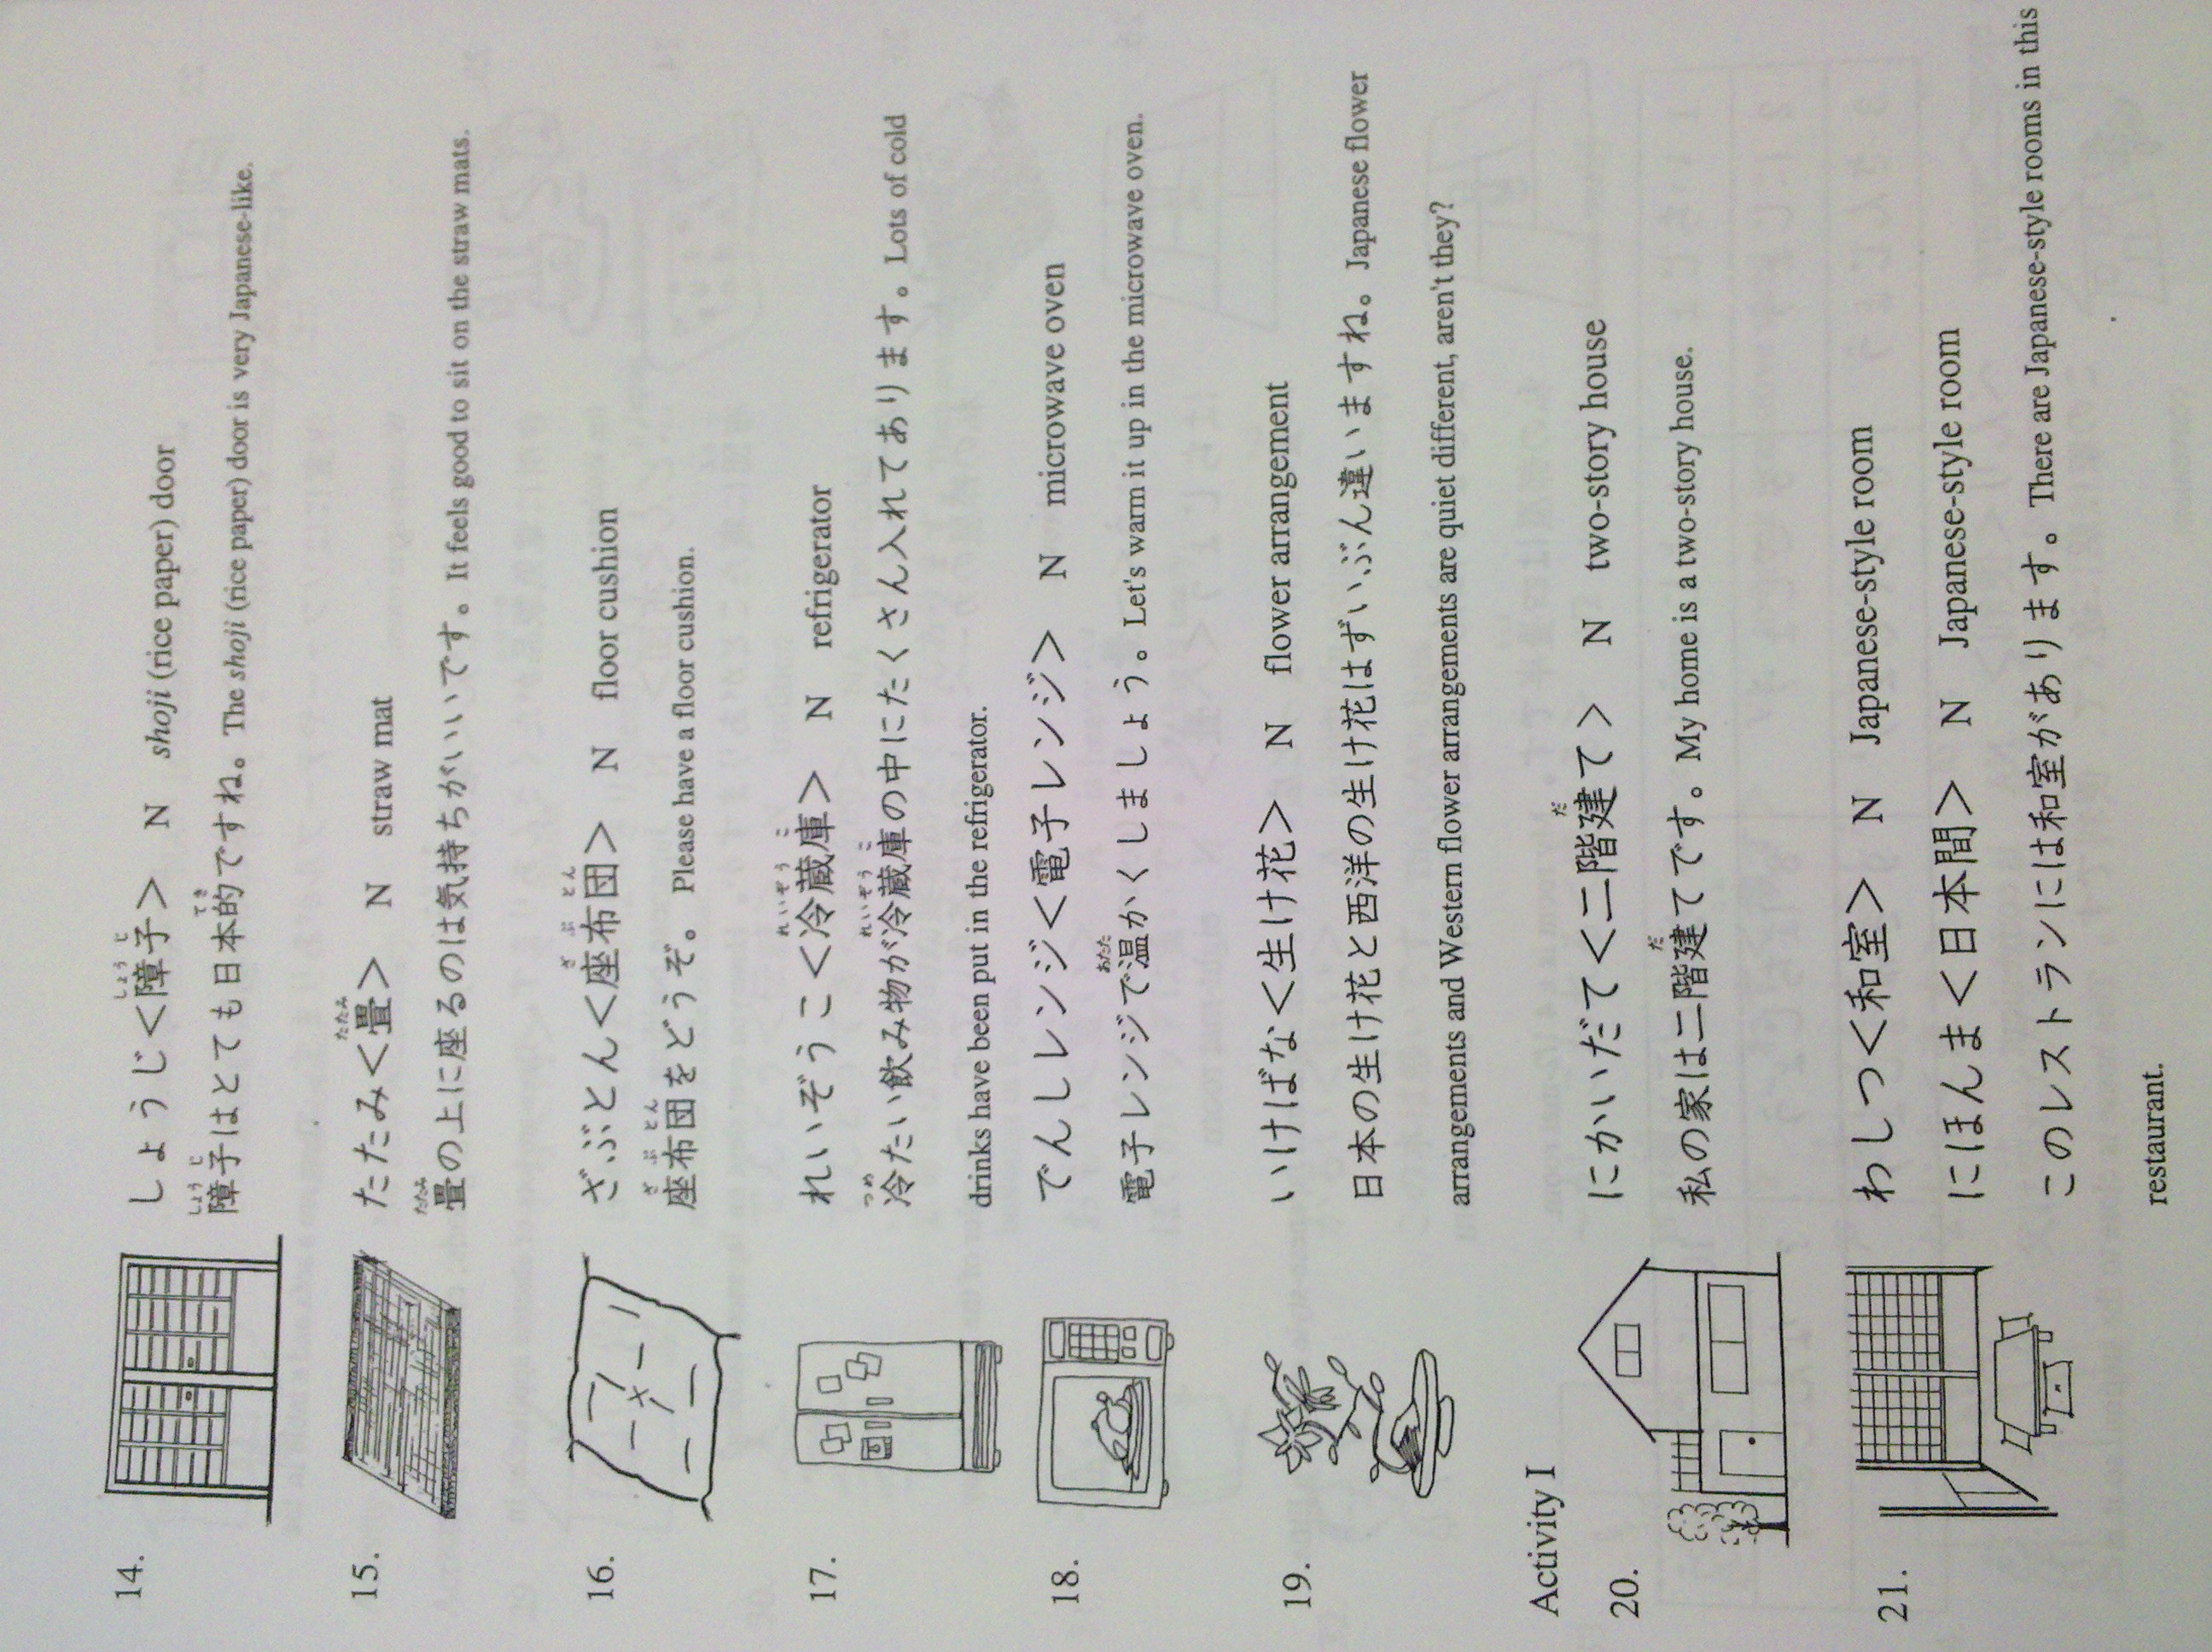 14. しょうじ＜障子＞ N shoji (rice paper) door
障子はとても日本的ですね。The shoji (rice paper) door is very Japanese-like.
15. たたみ＜畳＞ N straw mat
畳の上に座るのは気持ちがいいです。It feels good to sit on the straw mats.
16. ざぶとん＜座布団＞ N floor cushion
座布団をどうぞ。Please have a floor cushion.
17. れいぞうこ＜冷蔵庫＞ N refrigerator
冷たい飲み物が冷蔵庫の中にたくさん入れてあります。Lots of cold
drinks have been put in the refrigerator.
18. でんしレンジ＜電子レンジ＞ N microwave oven
電子レンジで温かくしましょう。Let's warm it up in the microwave oven.
19. いけばな＜生け花＞ N flower arrangement
日本の生け花と西洋の生け花はずいぶん違いますね。Japanese flower
arrangements and Western flower arrangements are quiet different, aren't they?
Activity I
20. にかいだて＜二階建て＞ N two-story house
私の家は二階建てです。My home is a two-story house.
21. わしつ＜和室＞ N Japanese-style room
にほんま＜日本間＞ N Japanese-style room
このレストランには和室があります。There are Japanese-style rooms in this
restaurant.